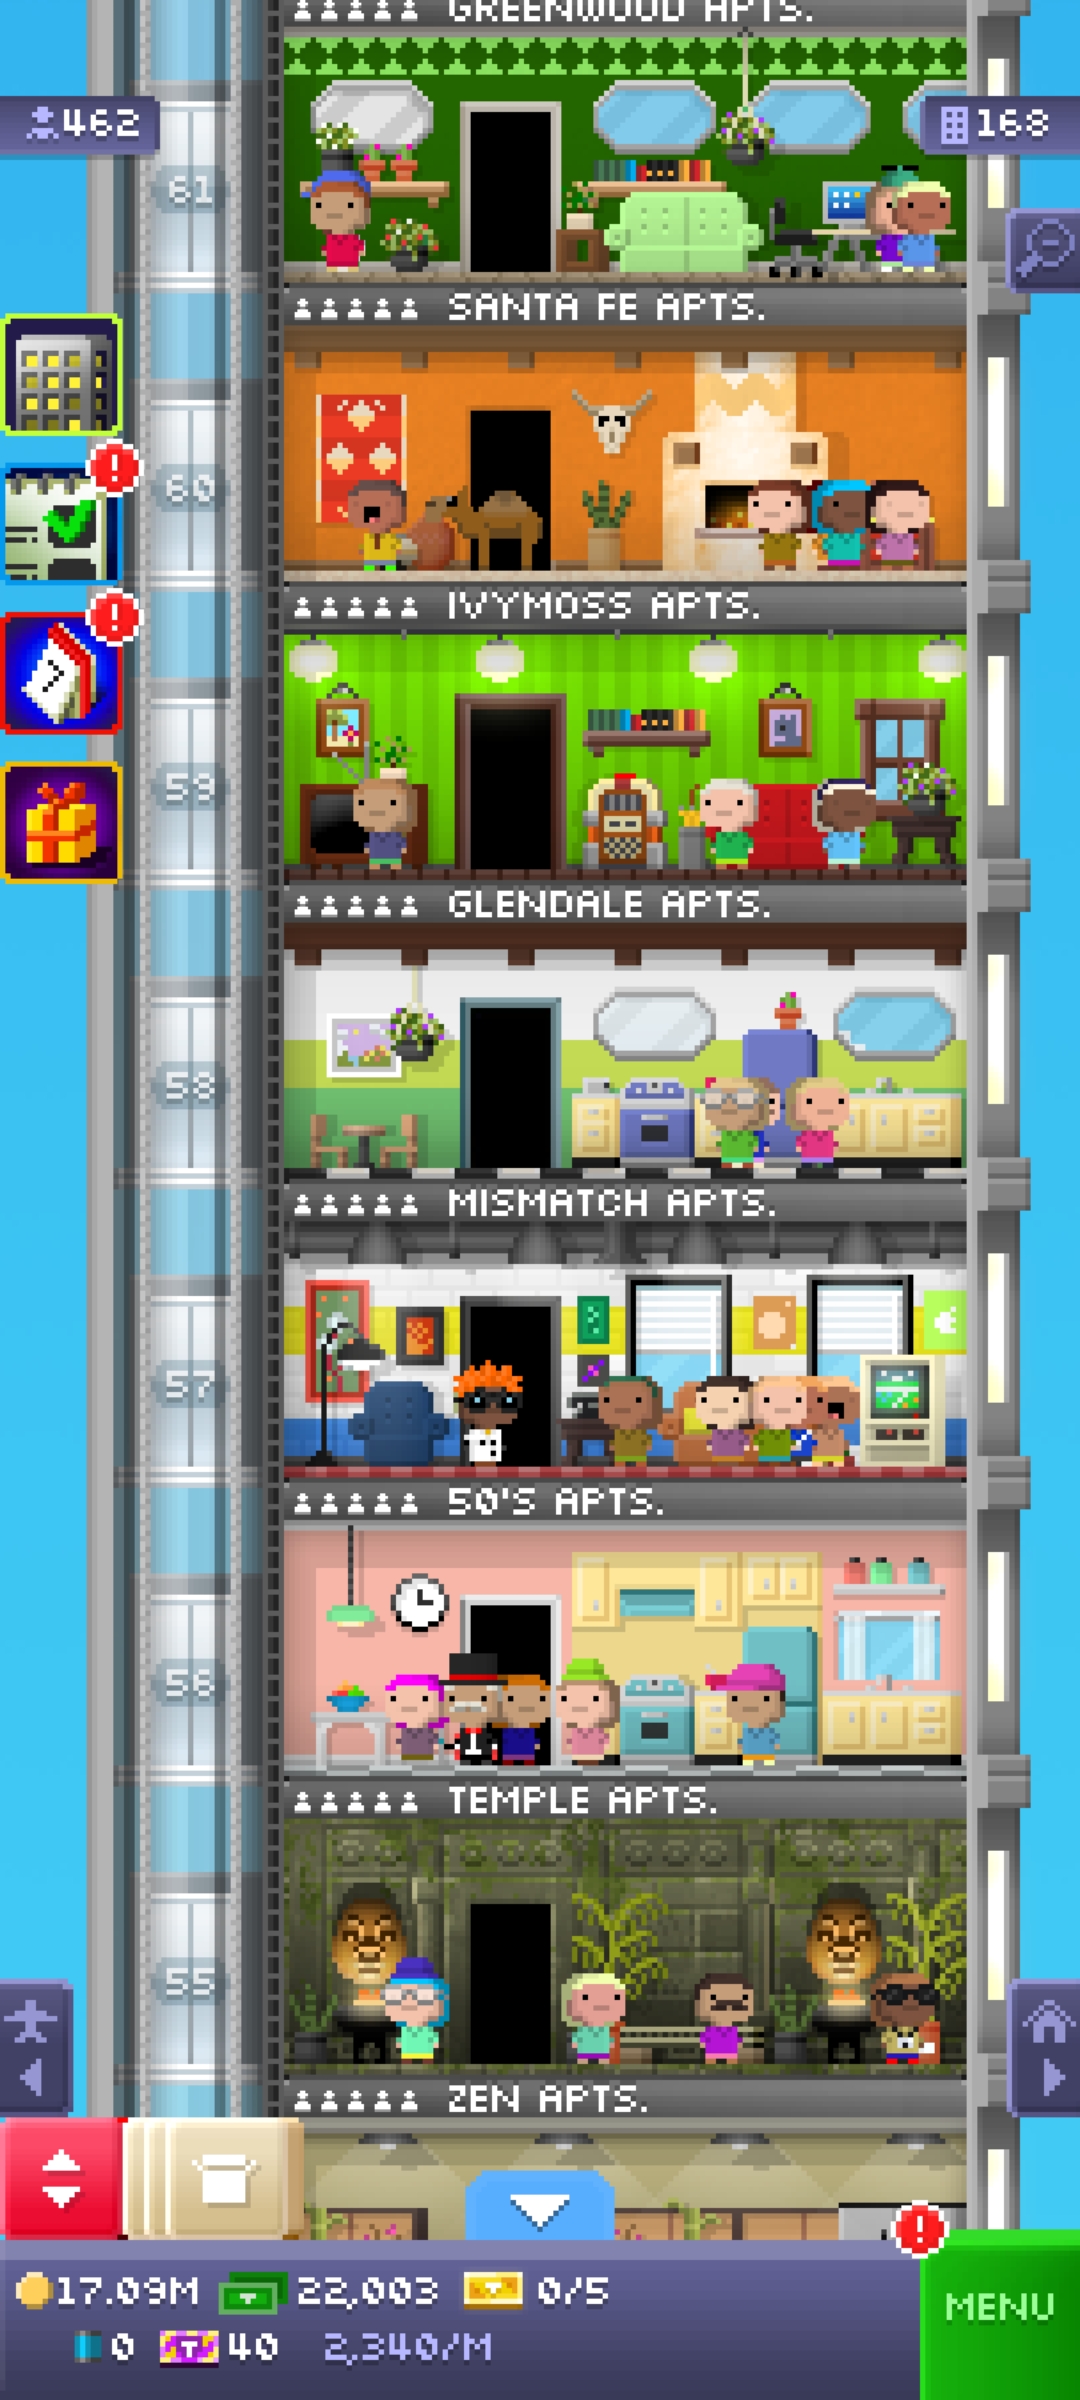 GREENWOOD APTS.
462
168
61
SANTA FE APTS.
60
IVYMOSS APTS.
7
59
GLENDALE APTS.
58
MISMATCH APTS.
57
50'S APTS.
56
TEMPLE APTS.
55
ZEN APTS.
17.09M 22,003 0/5
MENU
0 T 40 2,340/M